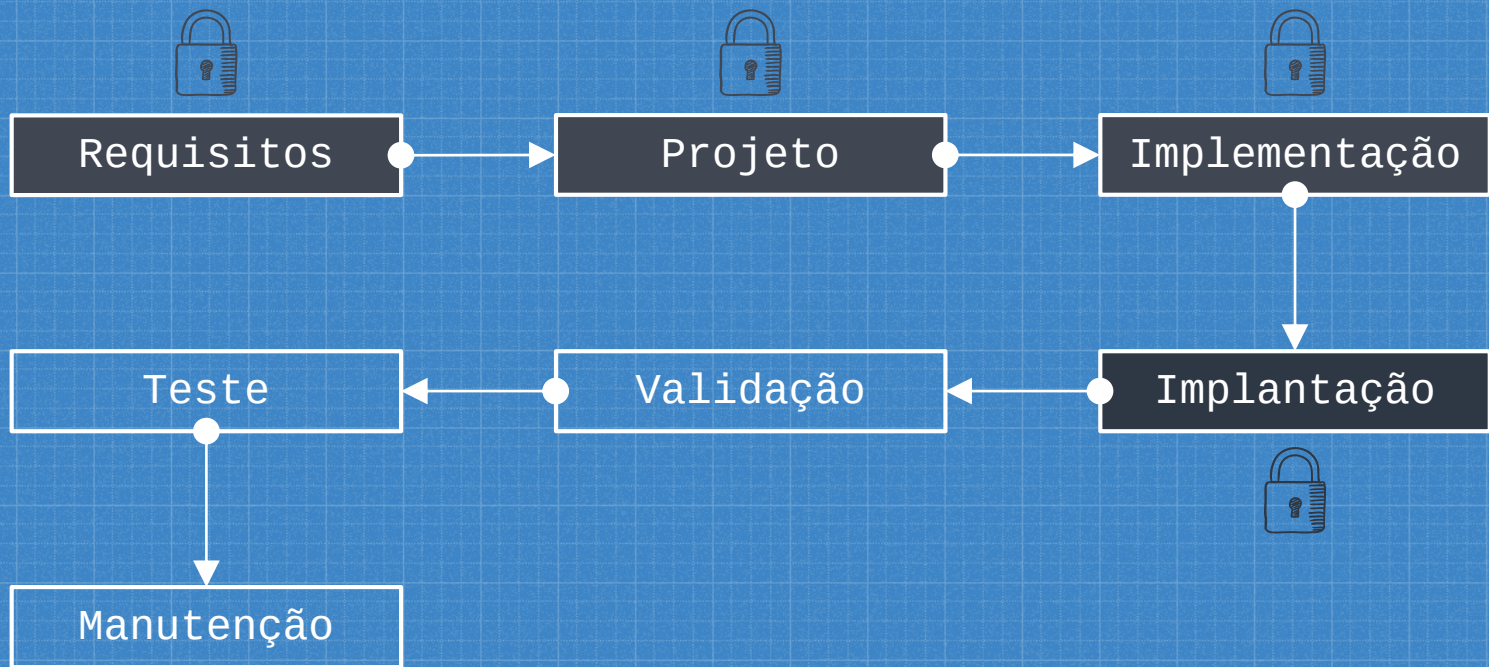 Requisitos
Projeto
Implementação
Implantação
Validação
Teste
Manutenção